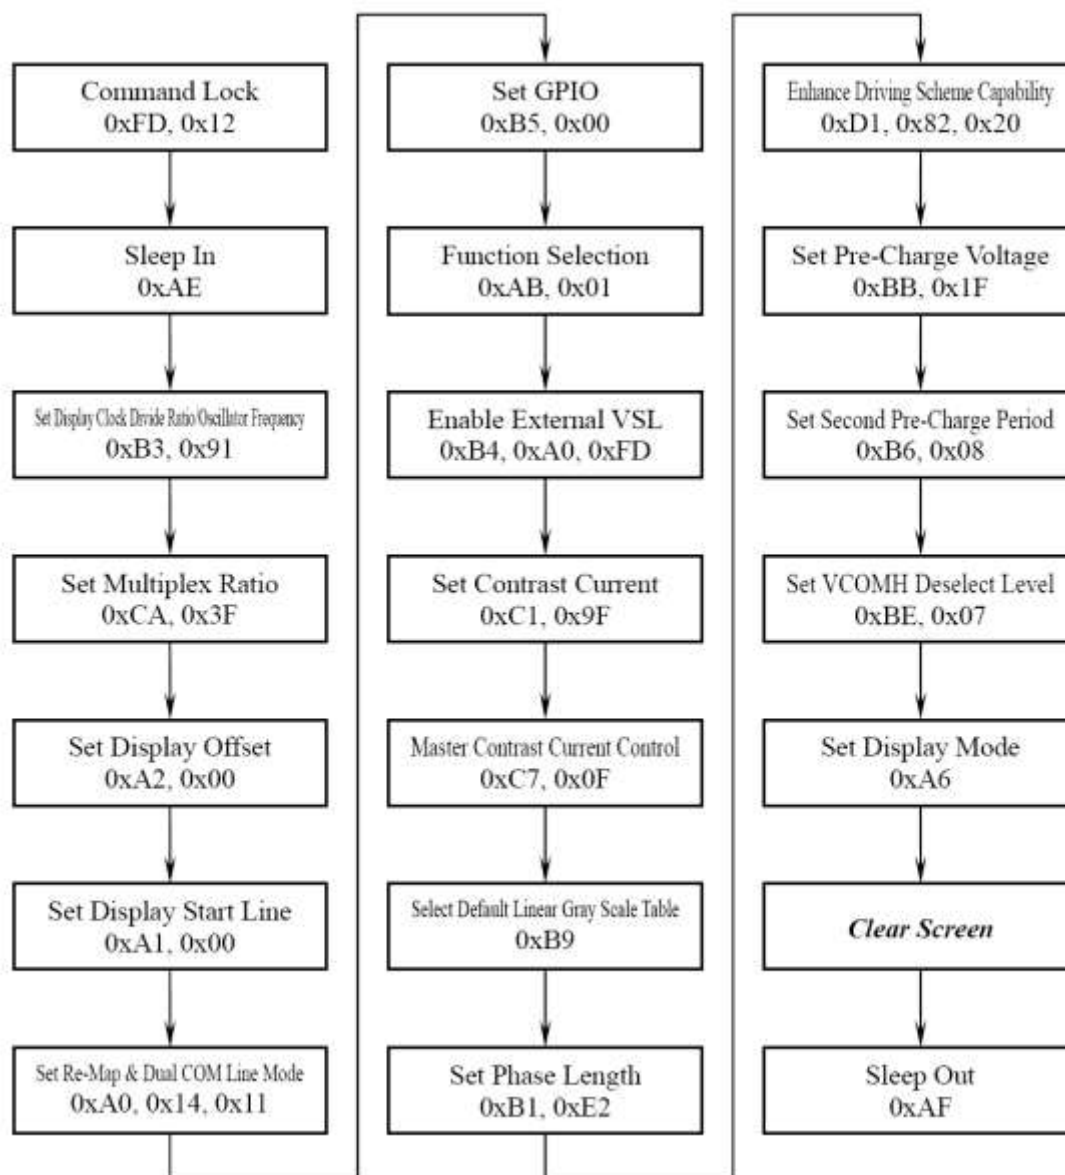 Command Lock
0xFD, 0x12
Sleep In
0xAE
Set Display Clock Divide Ratio/Oscillator Frequency
0xB3, 0x91
Set Multiplex Ratio
0xCA, 0x3F
Set Display Offset
0xA2, 0x00
Set Display Start Line
0xA1, 0x00
Set Re-Map & Dual COM Line Mode
0xA0, 0x14, 0x11
Set GPIO
0xB5, 0x00
Function Selection
0xAB, 0x01
Enable External VSL
0xB4, 0xA0, 0xFD
Set Contrast Current
0xC1, 0x9F
Master Contrast Current Control
0xC7, 0x0F
Select Default Linear Gray Scale Table
0xB9
Set Phase Length
0xB1, 0xE2
Enhance Driving Scheme Capability
0xD1, 0x82, 0x20
Set Pre-Charge Voltage
0xBB, 0x1F
Set Second Pre-Charge Period
0xB6, 0x08
Set VCOMH Deselect Level
0xBE, 0x07
Set Display Mode
0xA6
Clear Screen
Sleep Out
0xAF